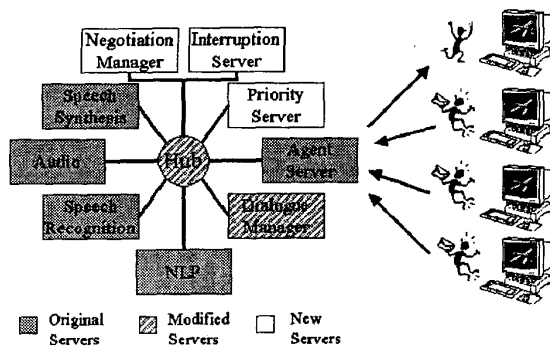 Negotiation Manager
Interruption Server
Speech Synthesis
Priority Server
Audio
Hub
Agent Server
Speech Recognition
Dialogue Manager
NLP
Original Servers
Modified Servers
New Servers